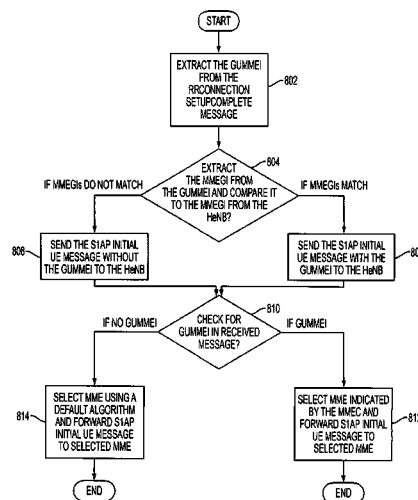 START
EXTRACT THE GUMMEI
FROM THE
RRCONNECTION
SETUPCOMPLETE
MESSAGE
802
EXTRACT
THE MMEGI FROM
THE GUMMEI AND COMPARE IT
TO THE MMEGI FROM THE
HeNB?
804
IF MMEGIs DO NOT MATCH
IF MMEGIs MATCH
SEND THE S1AP INITIAL
UE MESSAGE WITHOUT
THE GUMMEI TO THE HeNB
808
SEND THE S1AP INITIAL
UE MESSAGE WITH THE
GUMMEI TO THE HeNB
80
CHECK FOR
GUMMEI IN RECEIVED
MESSAGE?
810
IF NO GUMMEI
IF GUMMEI
SELECT MME USING A
DEFAULT ALGORITHM
AND FORWARD S1AP
INITIAL UE MESSAGE TO
SELECTED MME
814
SELECT MME INDICATED
BY THE MMEC AND
FORWARD S1AP INITIAL
UE MESSAGE TO
SELECTED MME
812
END
END